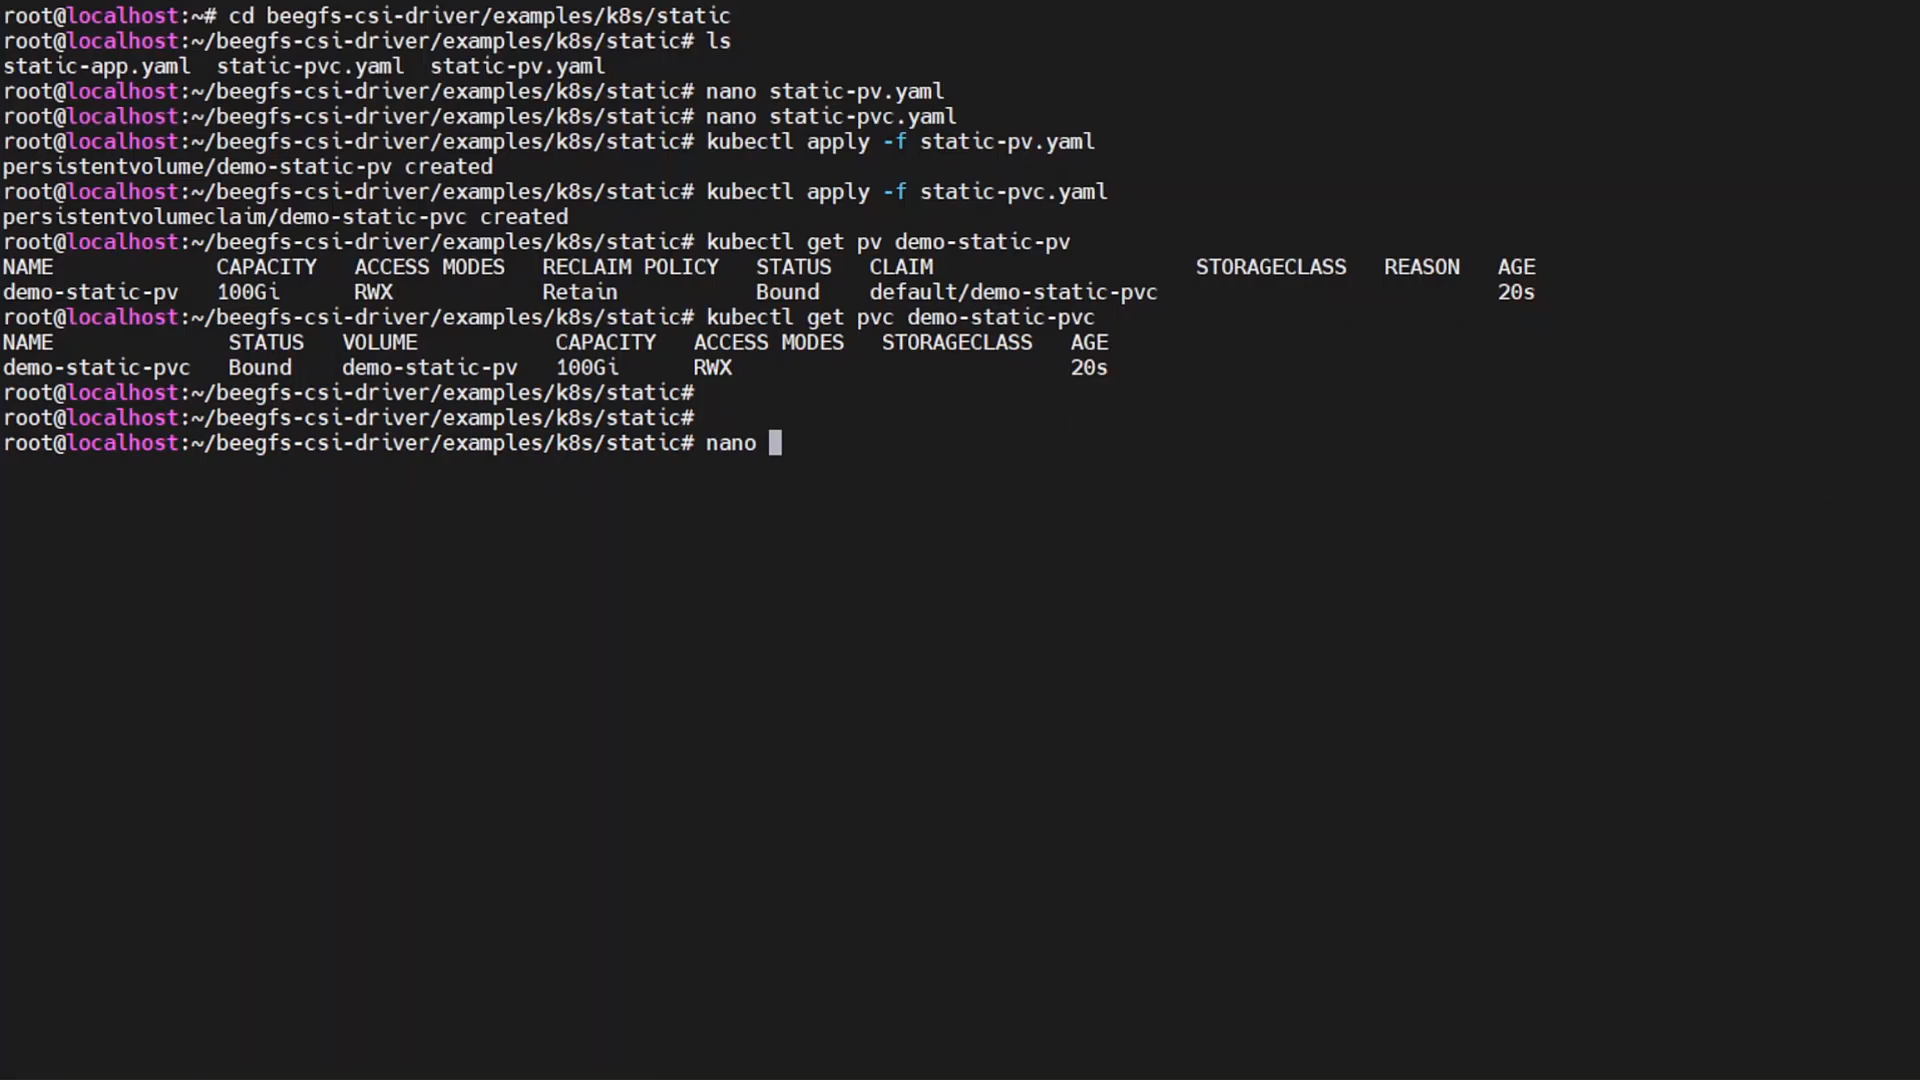 root@localhost:~# cd beegfs-csi-driver/examples/k8s/static
root@localhost:~/beegfs-csi-driver/examples/k8s/static# ls
static-app.yaml  static-pvc.yaml  static-pv.yaml
root@localhost:~/beegfs-csi-driver/examples/k8s/static# nano static-pv.yaml
root@localhost:~/beegfs-csi-driver/examples/k8s/static# nano static-pvc.yaml
root@localhost:~/beegfs-csi-driver/examples/k8s/static# kubectl apply -f static-pv.yaml
persistentvolume/demo-static-pv created
root@localhost:~/beegfs-csi-driver/examples/k8s/static# kubectl apply -f static-pvc.yaml
persistentvolumeclaim/demo-static-pvc created
root@localhost:~/beegfs-csi-driver/examples/k8s/static# kubectl get pv demo-static-pv
NAME             CAPACITY   ACCESS MODES   RECLAIM POLICY   STATUS   CLAIM                     STORAGECLASS   REASON   AGE
demo-static-pv   100Gi      RWX            Retain           Bound    default/demo-static-pvc                           20s
root@localhost:~/beegfs-csi-driver/examples/k8s/static# kubectl get pvc demo-static-pvc
NAME              STATUS   VOLUME           CAPACITY   ACCESS MODES   STORAGECLASS   AGE
demo-static-pvc   Bound    demo-static-pv   100Gi      RWX                           20s
root@localhost:~/beegfs-csi-driver/examples/k8s/static#
root@localhost:~/beegfs-csi-driver/examples/k8s/static#
root@localhost:~/beegfs-csi-driver/examples/k8s/static# nano